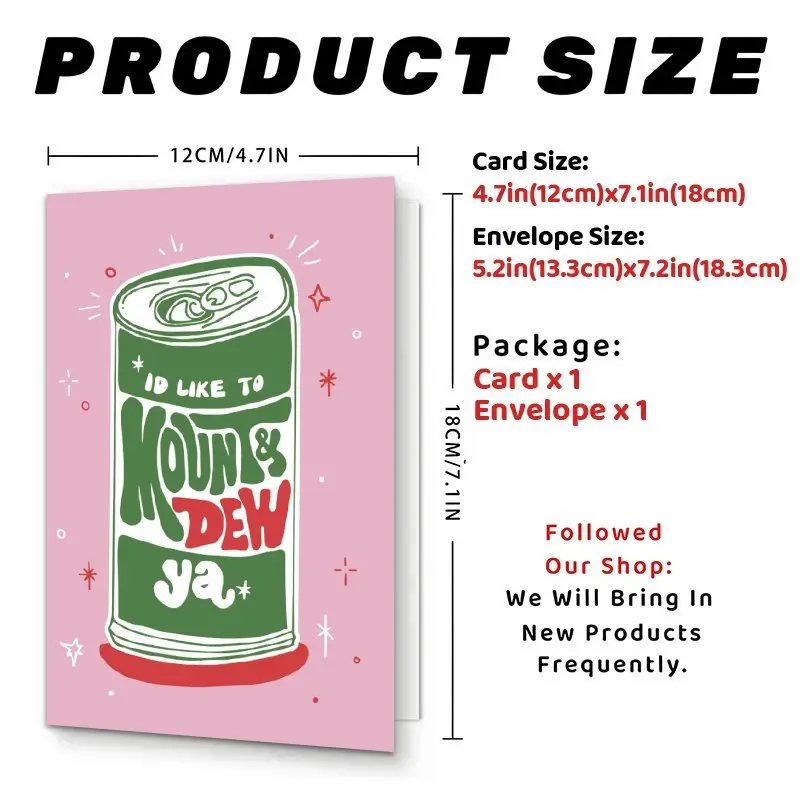 PRODUCT SIZE
12CM/4.7IN
Card Size:
4.7in(12cm)x7.1in(18cm)
Envelope Size:
5.2in(13.3cm)x7.2in(18.3cm)
Package:
Card x 1
Envelope x 1
18CM/7.1IN
ID LIKE TO
MOUNT &
DEW
ya
Followed
Our Shop:
We Will Bring In
New Products
Frequently.